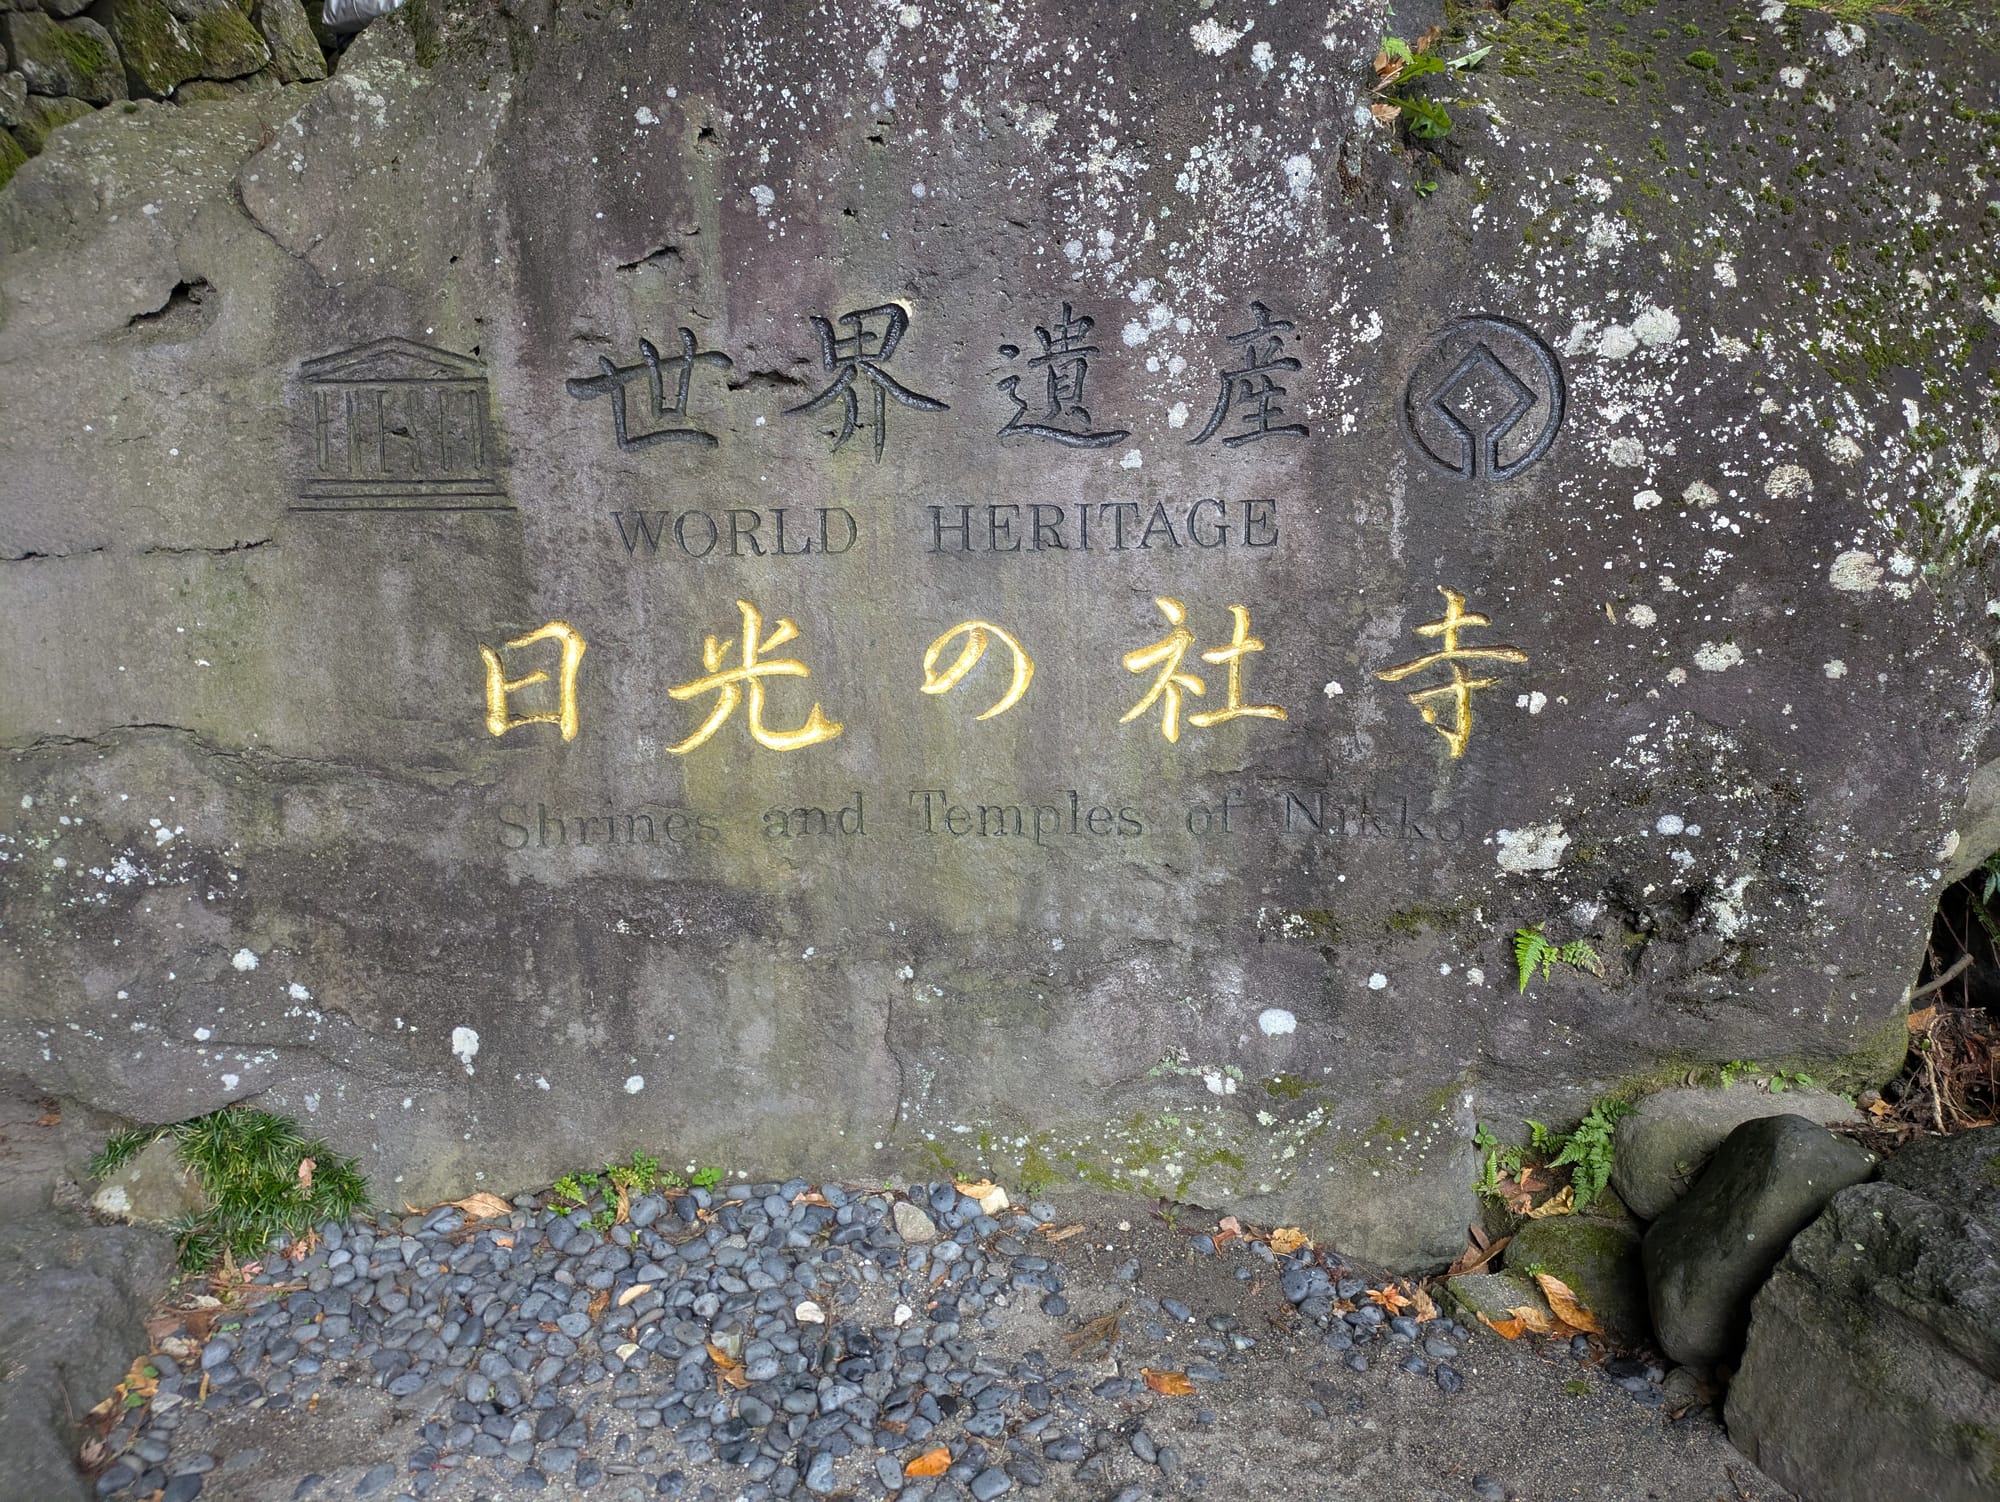 世界遺産
WORLD HERITAGE
日光の社寺
Shrines and Temples of Nikko